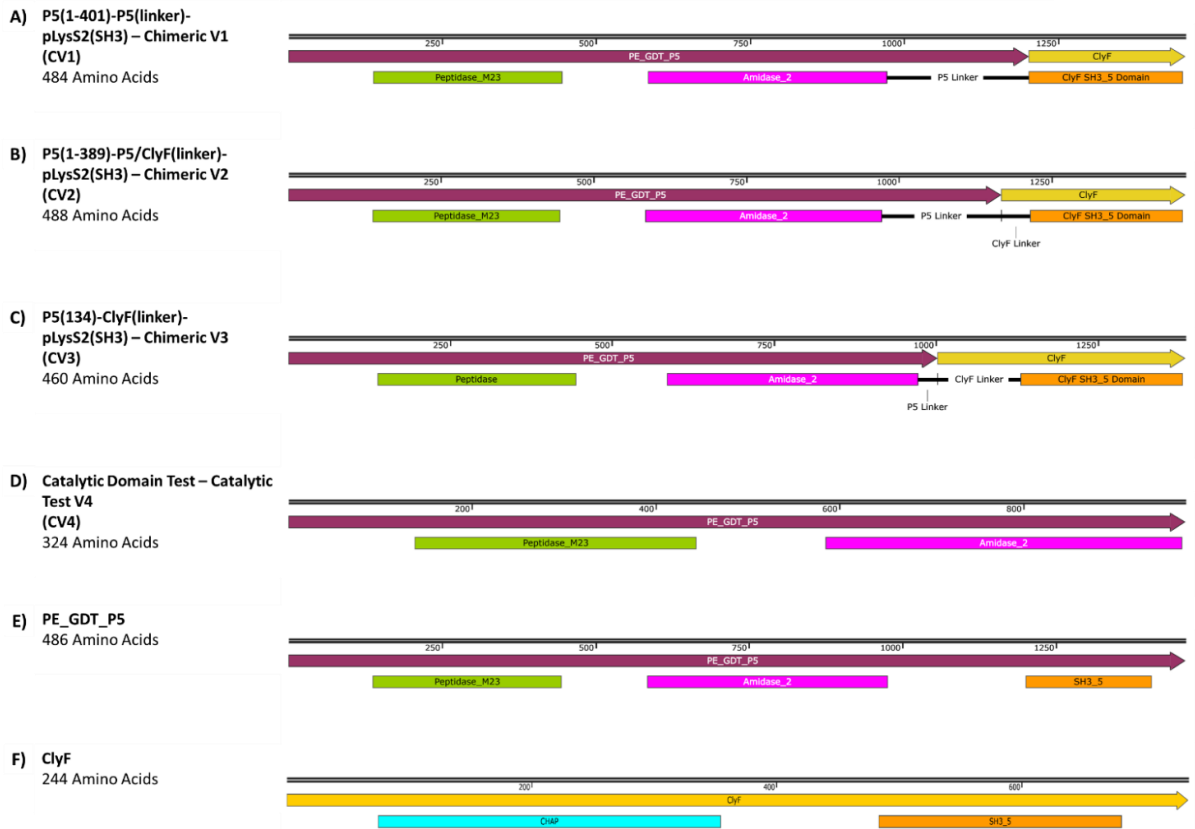 A) P5(1-401)-P5(linker)-
pLysS2(SH3) – Chimeric V1
(CV1)
484 Amino Acids
250 500 750 1000 1250
PE_GDT_P5 ClyF
Peptidase_M23 Amidase_2 P5 Linker ClyF SH3_5 Domain
B) P5(1-389)-P5/ClyF(linker)-
pLysS2(SH3) – Chimeric V2
(CV2)
488 Amino Acids
250 500 750 1000 1250
PE_GDT_P5 ClyF
Peptidase_M23 Amidase_2 P5 Linker ClyF SH3_5 Domain
ClyF Linker
C) P5(134)-ClyF(linker)-
pLysS2(SH3) – Chimeric V3
(CV3)
460 Amino Acids
250 500 750 1000 1250
PE_GDT_P5 ClyF
Peptidase Amidase_2 ClyF Linker ClyF SH3_5 Domain
P5 Linker
D) Catalytic Domain Test – Catalytic
Test V4
(CV4)
324 Amino Acids
200 400 600 800
PE_GDT_P5
Peptidase_M23 Amidase_2
E) PE_GDT_P5
486 Amino Acids
250 500 750 1000 1250
PE_GDT_P5
Peptidase_M23 Amidase_2 SH3_5
F) ClyF
244 Amino Acids
200 400 600
ClyF
CHAP SH3_5